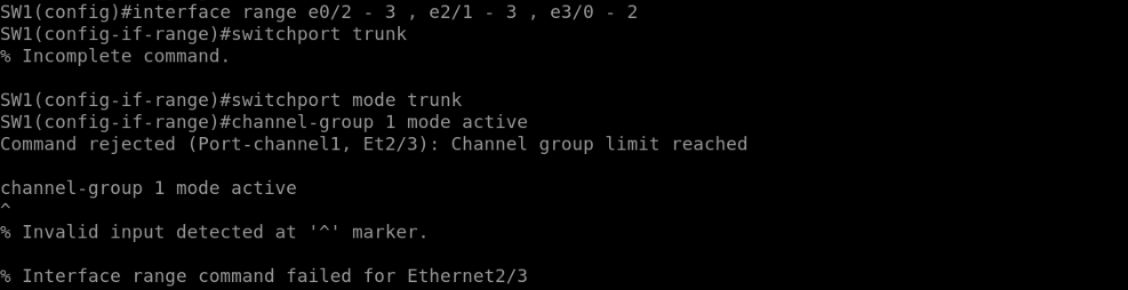 SW1(config)#interface range e0/2 - 3 , e2/1 - 3 , e3/0 - 2
SW1(config-if-range)#switchport trunk
% Incomplete command.
SW1(config-if-range)#switchport mode trunk
SW1(config-if-range)#channel-group 1 mode active
Command rejected (Port-channel1, Et2/3): Channel group limit reached
channel-group 1 mode active
^
% Invalid input detected at '^' marker.
% Interface range command failed for Ethernet2/3